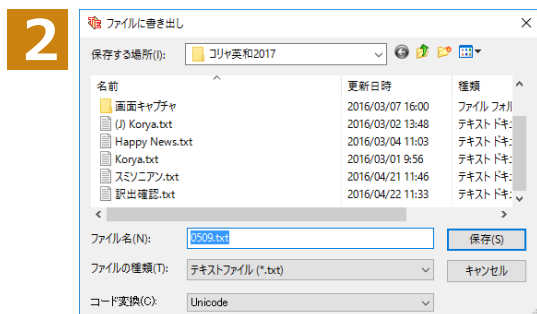 2
ファイルに書き出し
保存する場所(I): コリャ英和2017
名前 更新日時 種類
画面キャプチャ 2016/03/07 16:00 ファイル フォル
(J) Korya.txt 2016/03/02 13:48 テキスト ドキ:
Happy News.txt 2016/03/04 11:03 テキスト ドキ:
Korya.txt 2016/03/01 9:56 テキスト ドキ:
スミソニアン.txt 2016/04/21 11:46 テキスト ドキ:
訳出確認.txt 2016/04/22 11:33 テキスト ドキ:
ファイル名(N): 0509.txt 保存(S)
ファイルの種類(T): テキストファイル (*.txt) キャンセル
コード変換(C): Unicode